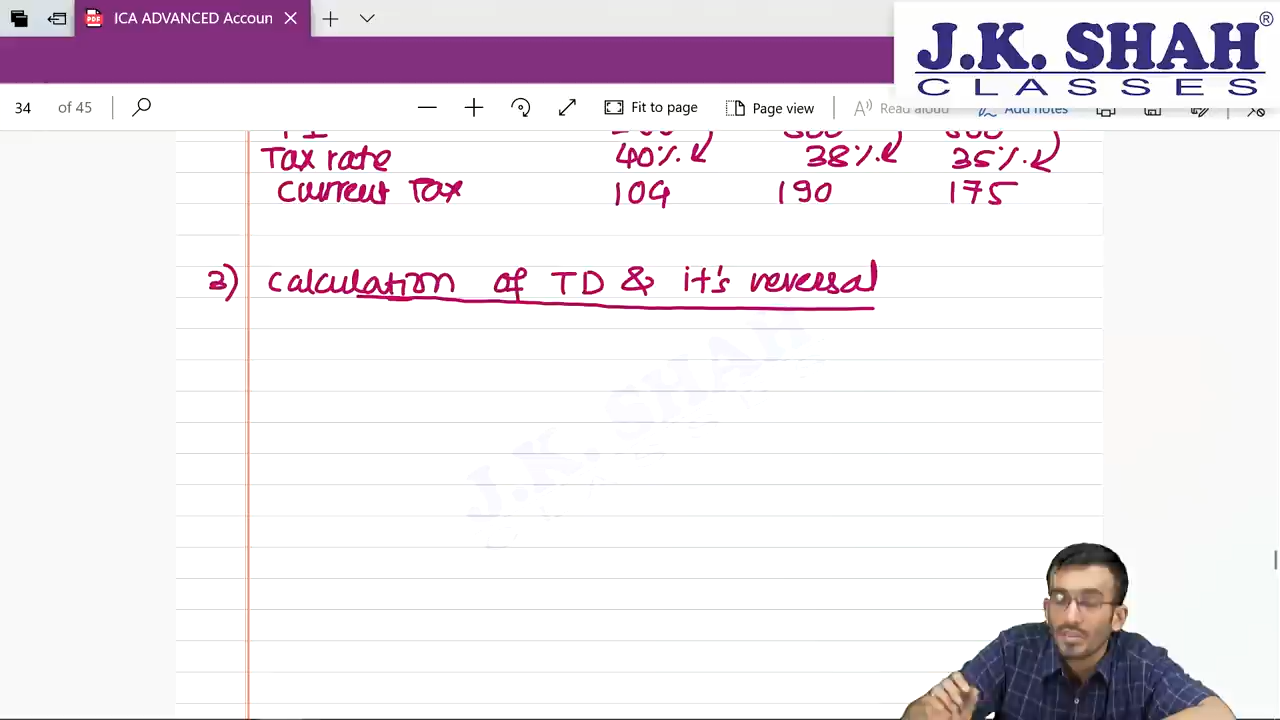 ICA ADVANCED Accoun
J.K. SHAH®
CLASSES
34 of 45
Fit to page
Page view
Read aloud
Add notes
Tax rate 40%. 38%. 35%.
Current Tax 104 190 175
2) Calculation of TD & it's reversal
J.K. SHAH